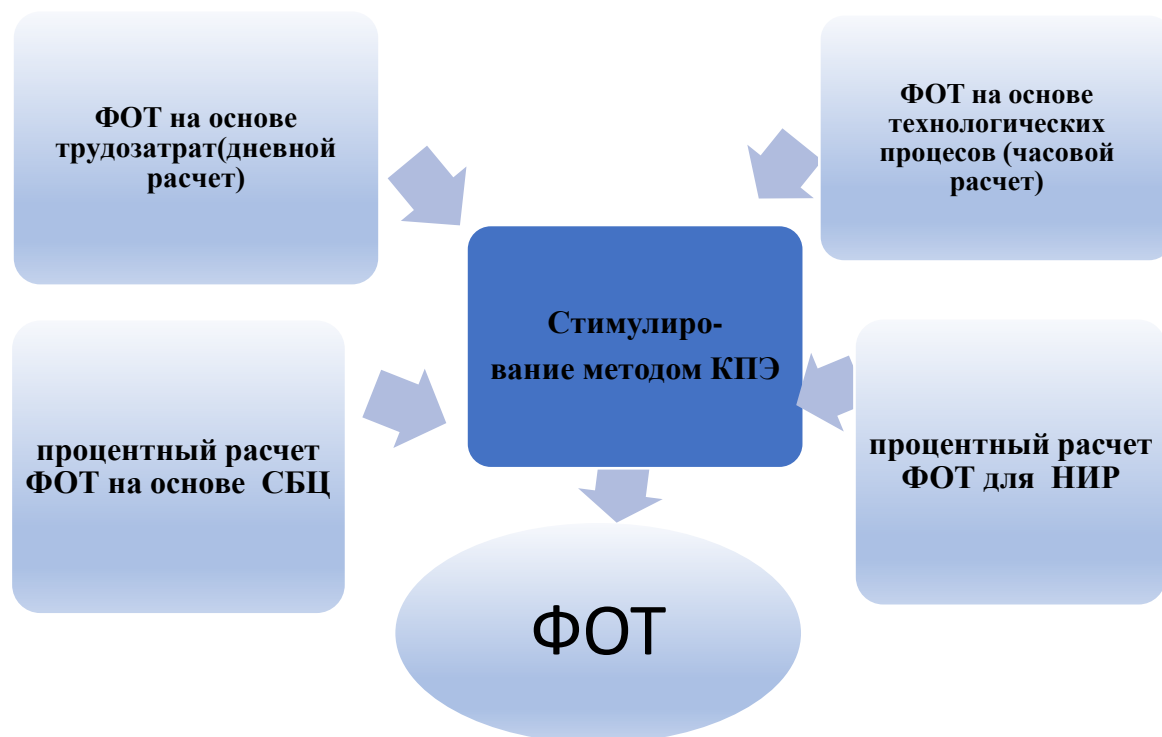 ФОТ на основе
трудозатрат(дневной
расчет)
ФОТ на основе
технологических
процесов (часовой
расчет)
Стимулиро-
вание методом КПЭ
процентный расчет
ФОТ на основе СБЦ
процентный расчет
ФОТ для НИР
ФОТ